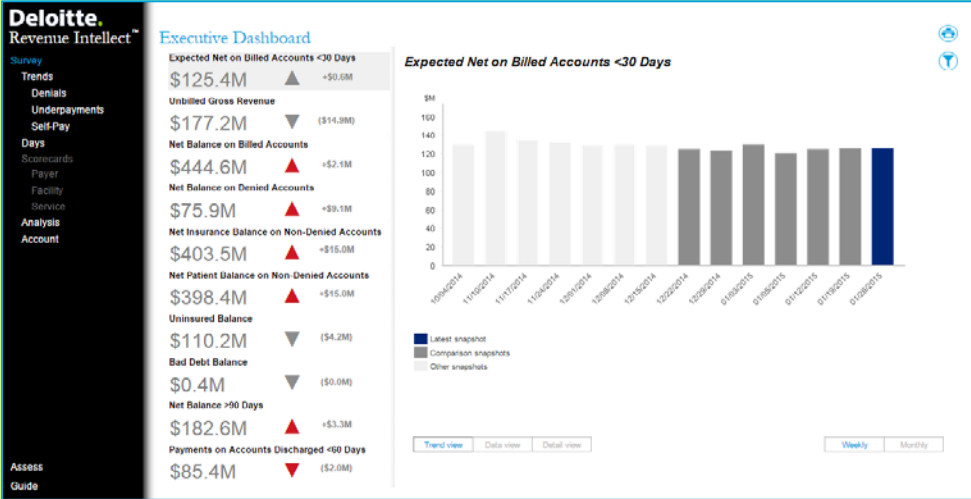 Deloitte.
Revenue Intellect™
Survey
Trends
Denials
Underpayments
Self-Pay
Days
Scorecards
Payer
Facility
Service
Analysis
Account
Assess
Guide
Executive Dashboard
Expected Net on Billed Accounts <30 Days
$125.4M +$0.6M
Unbilled Gross Revenue
$177.2M ($14.9M)
Net Balance on Billed Accounts
$444.6M +$2.1M
Net Balance on Denied Accounts
$75.9M +$9.1M
Net Insurance Balance on Non-Denied Accounts
$403.5M +$15.0M
Net Patient Balance on Non-Denied Accounts
$398.4M +$15.0M
Uninsured Balance
$110.2M ($4.2M)
Bad Debt Balance
$0.4M ($0.0M)
Net Balance >90 Days
$182.6M +$3.3M
Payments on Accounts Discharged <60 Days
$85.4M ($2.0M)
Expected Net on Billed Accounts <30 Days
$M
160
140
120
100
80
60
40
20
0
10/04/2014 11/10/2014 11/17/2014 11/24/2014 12/01/2014 12/08/2014 12/15/2014 12/22/2014 12/29/2014 01/03/2015 01/05/2015 01/12/2015 01/19/2015 01/26/2015
Latest snapshot
Comparison snapshots
Other snapshots
Trend view Data view Detail view
Weekly Monthly